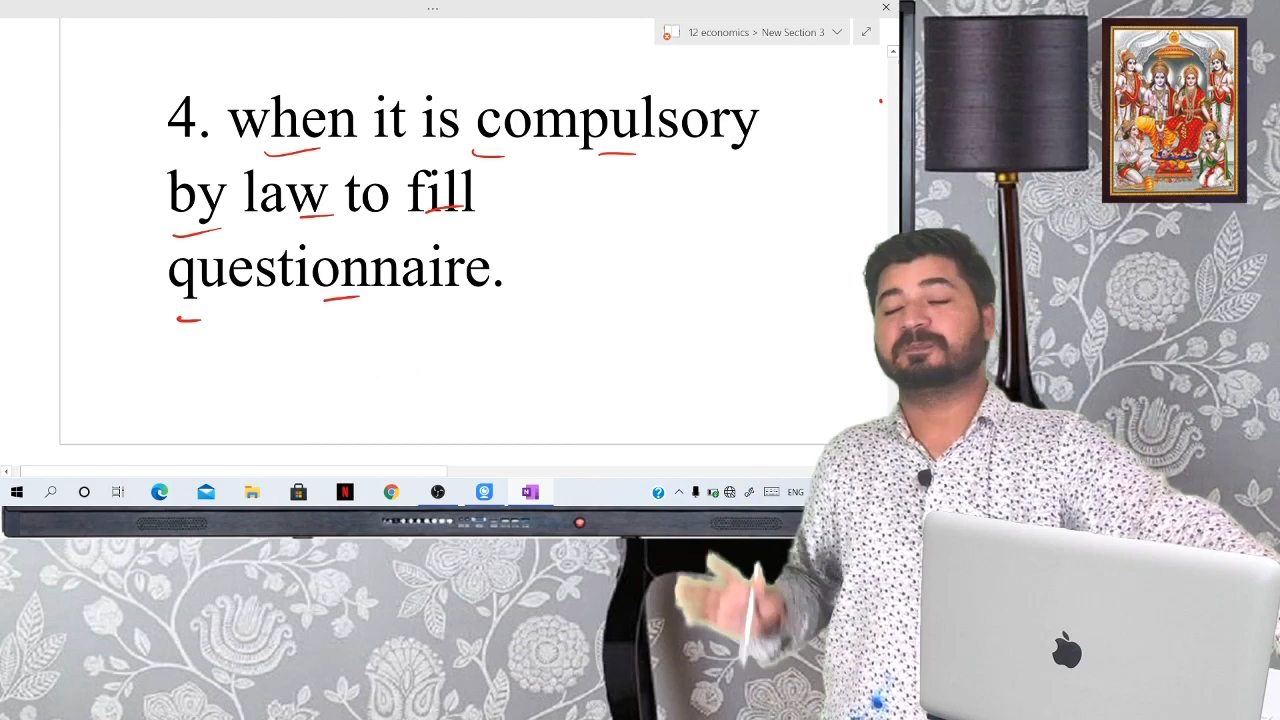 12 economics > New Section 3
4. when it is compulsory
by law to fill
questionnaire.
ENG